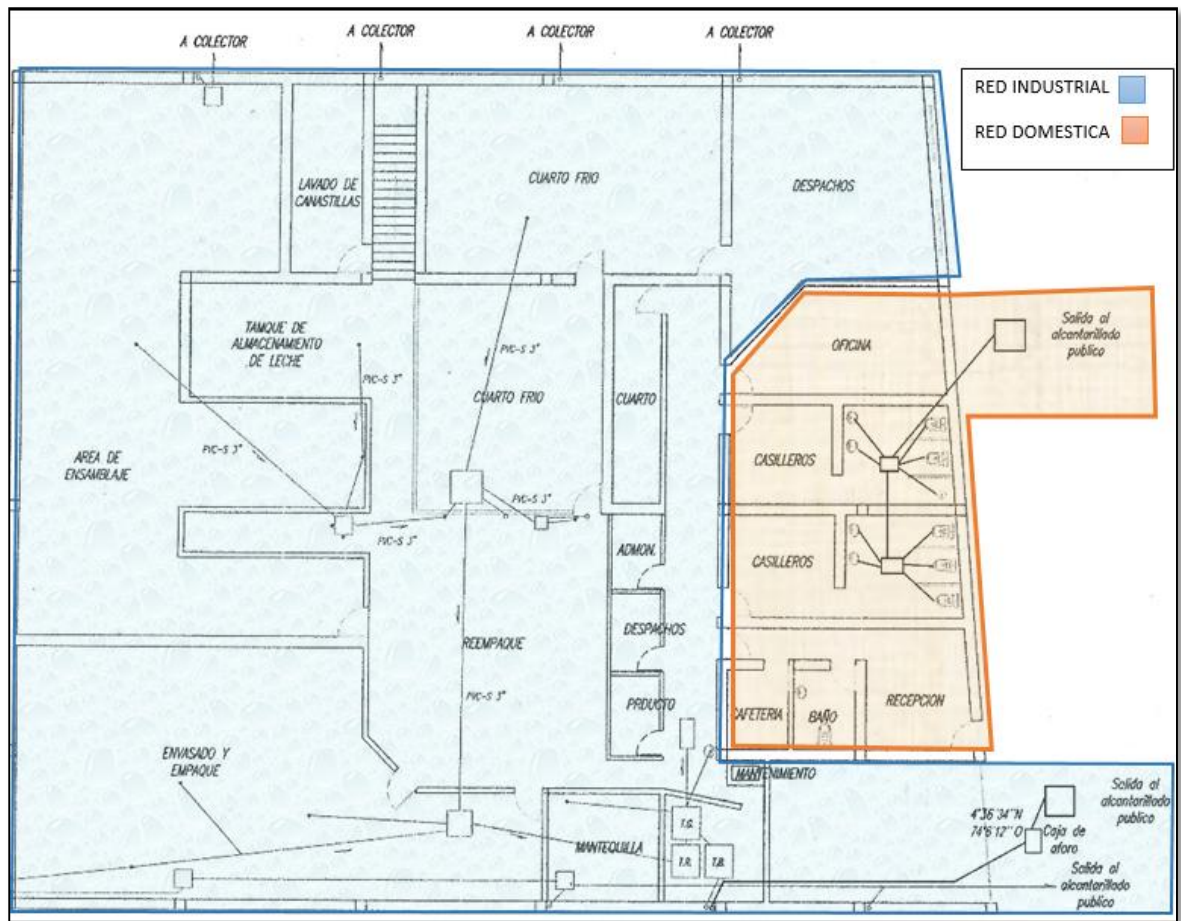 A COLECTOR
A COLECTOR
A COLECTOR
A COLECTOR
RED INDUSTRIAL
RED DOMESTICA
LAVADO DE
CANASTILLAS
CUARTO FRIO
DESPACHOS
TAMQUE DE
ALMACENAMIENTO
DE LECHE
PVC-S 3"
PVC-S 3"
CUARTO FRIO
CUARTO
OFICINA
Salida al
alcantarillado
publico
AREA DE
ENSAMBLAJE
PVC-S 3"
CASILLEROS
PVC-S 3"
PVC-S 3"
ADMON.
CASILLEROS
DESPACHOS
REEMPAQUE
PVC-S 3"
PRDUCTO
CAFETERIA
BAÑO
RECEPCION
ENVASADO Y
EMPAQUE
MANTENIMIENTO
Salida al
alcantarillado
publico
4°36'34''N
74°6'12''O
Caja de
aforo
T.G.
MANTEQUILLA
T.R.
T.B.
Salida al
alcantarillado
publico